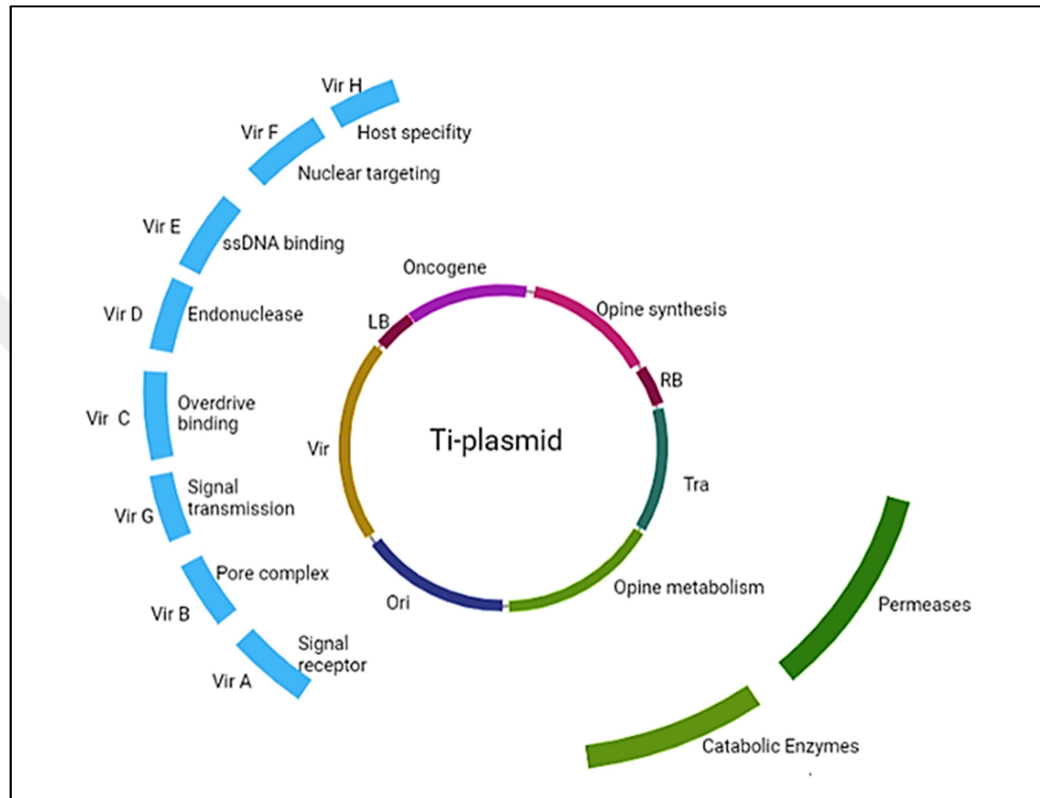 Vir H
Host specifity
Vir F
Nuclear targeting
Vir E
ssDNA binding
Vir D
Endonuclease
Vir C
Overdrive
binding
Vir G
Signal
transmission
Vir B
Pore complex
Vir A
Signal
receptor
Oncogene
LB
Opine synthesis
RB
Ti-plasmid
Vir
Tra
Ori
Opine metabolism
Permeases
Catabolic Enzymes